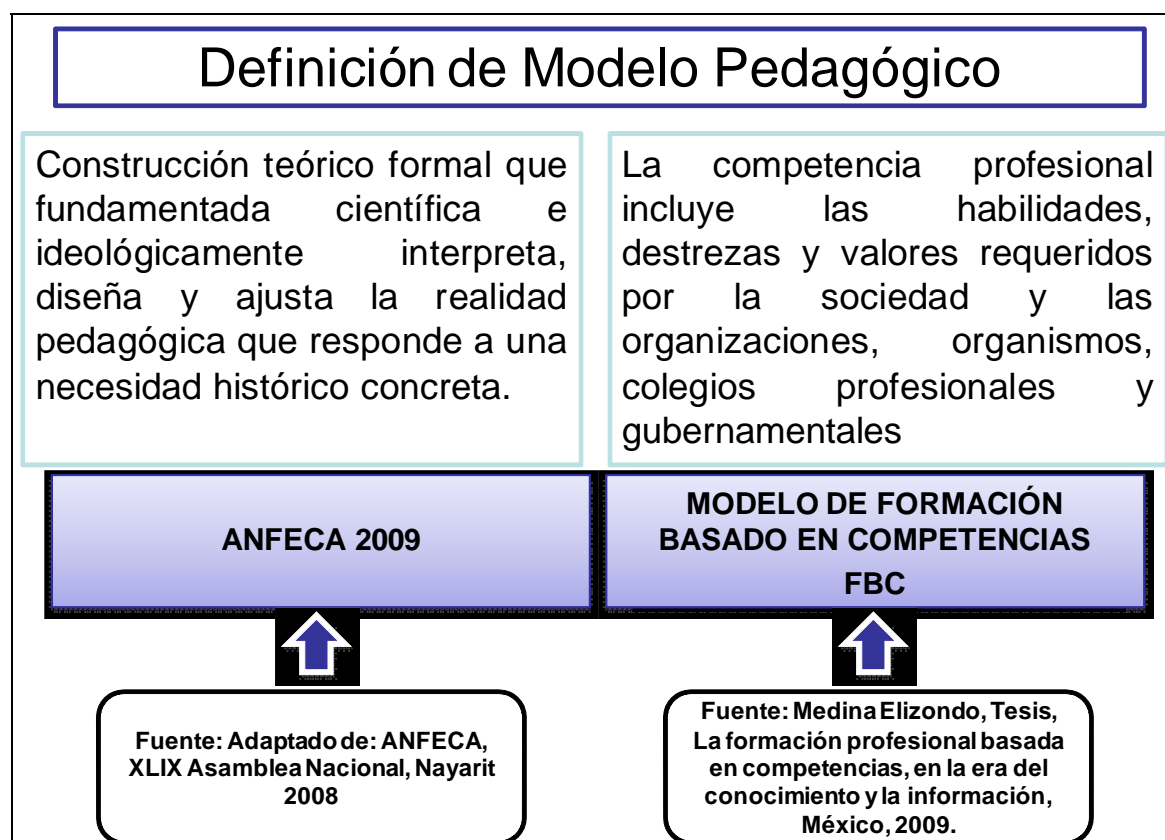 Definición de Modelo Pedagógico
Construcción teórico formal que
fundamentada científica e
ideológicamente interpreta,
diseña y ajusta la realidad
pedagógica que responde a una
necesidad histórico concreta.
La competencia profesional
incluye las habilidades,
destrezas y valores requeridos
por la sociedad y las
organizaciones, organismos,
colegios profesionales y
gubernamentales
ANFECA 2009
MODELO DE FORMACIÓN
BASADO EN COMPETENCIAS
FBC
Fuente: Adaptado de: ANFECA,
XLIX Asamblea Nacional, Nayarit
2008
Fuente: Medina Elizondo, Tesis,
La formación profesional basada
en competencias, en la era del
conocimiento y la información,
México, 2009.